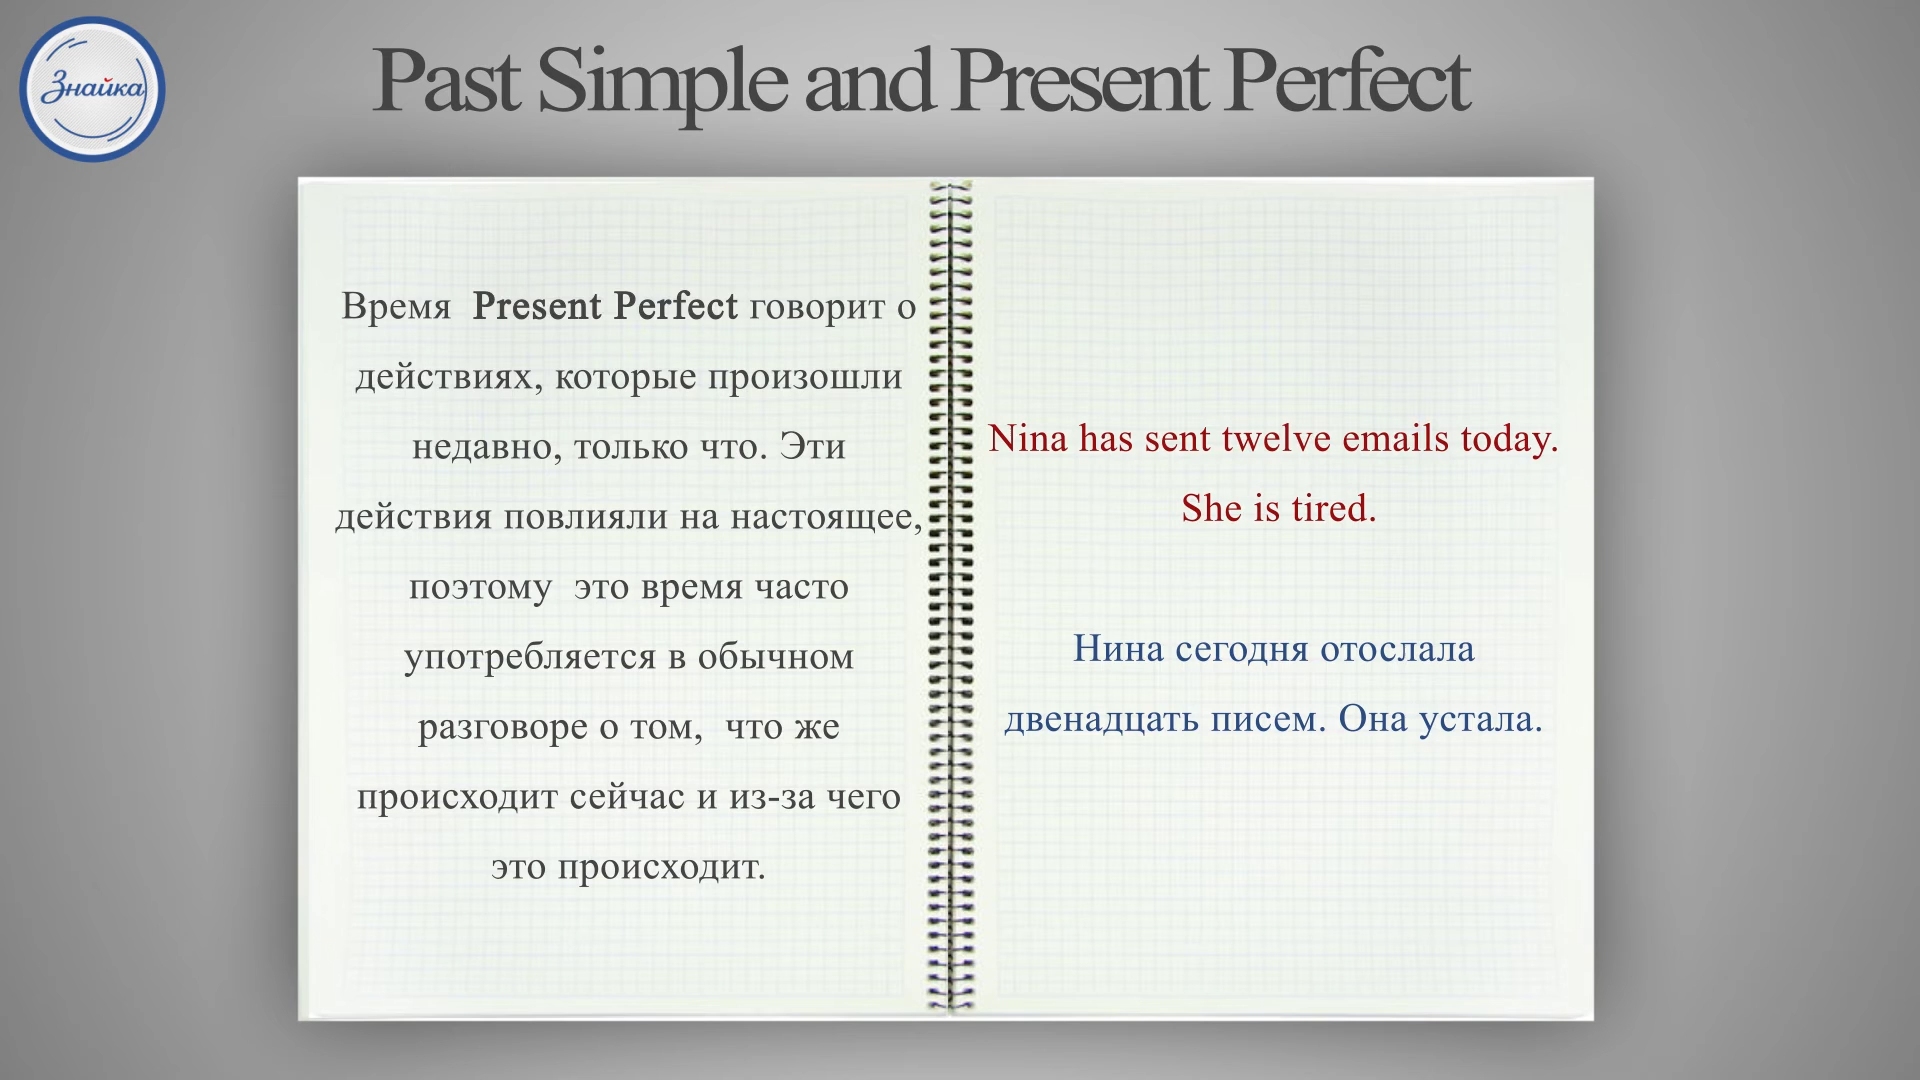 Знайка
Past Simple and Present Perfect
Время Present Perfect говорит о
действиях, которые произошли
недавно, только что. Эти
действия повлияли на настоящее,
поэтому это время часто
употребляется в обычном
разговоре о том, что же
происходит сейчас и из-за чего
это происходит.
Nina has sent twelve emails today.
She is tired.
Нина сегодня отослала
двенадцать писем. Она устала.